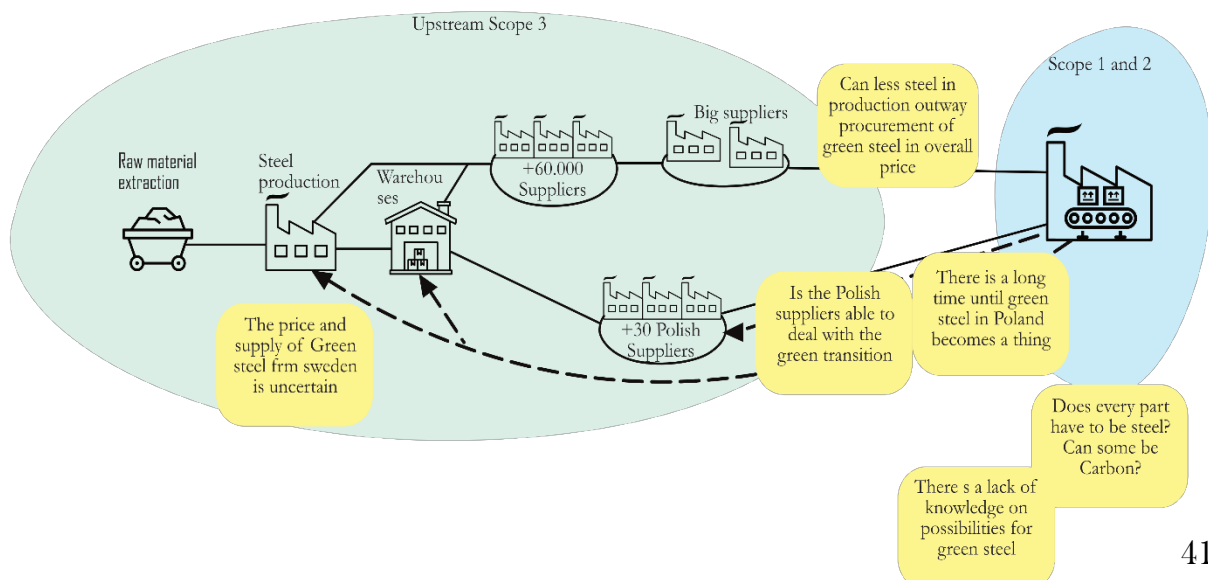 Upstream Scope 3
Scope 1 and 2
Raw material
extraction
Steel
production
Warehou
ses
+60.000
Suppliers
Big suppliers
Can less steel in
production outway
procurement of
green steel in overall
price
+30 Polish
Suppliers
The price and
supply of Green
steel frm sweden
is uncertain
Is the Polish
suppliers able to
deal with the
green transition
There is a long
time until green
steel in Poland
becomes a thing
Does every part
have to be steel?
Can some be
Carbon?
There s a lack of
knowledge on
possibilities for
green steel
41